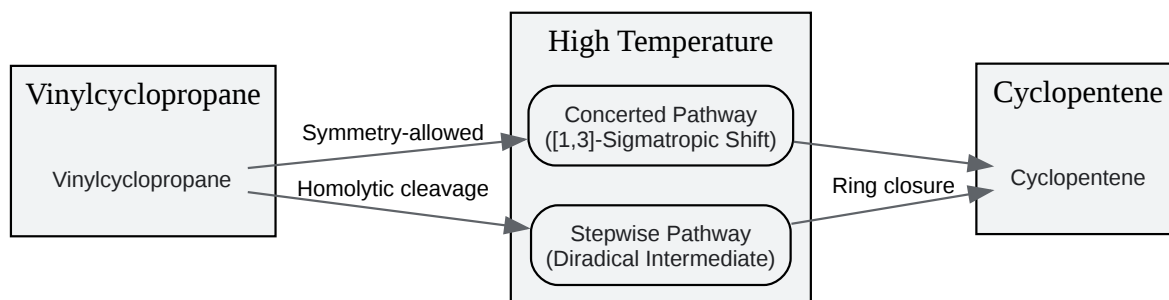 Vinylcyclopropane
Vinylcyclopropane
Symmetry-allowed
Homolytic cleavage
High Temperature
Concerted Pathway
([1,3]-Sigmatropic Shift)
Stepwise Pathway
(Diradical Intermediate)
Ring closure
Cyclopentene
Cyclopentene